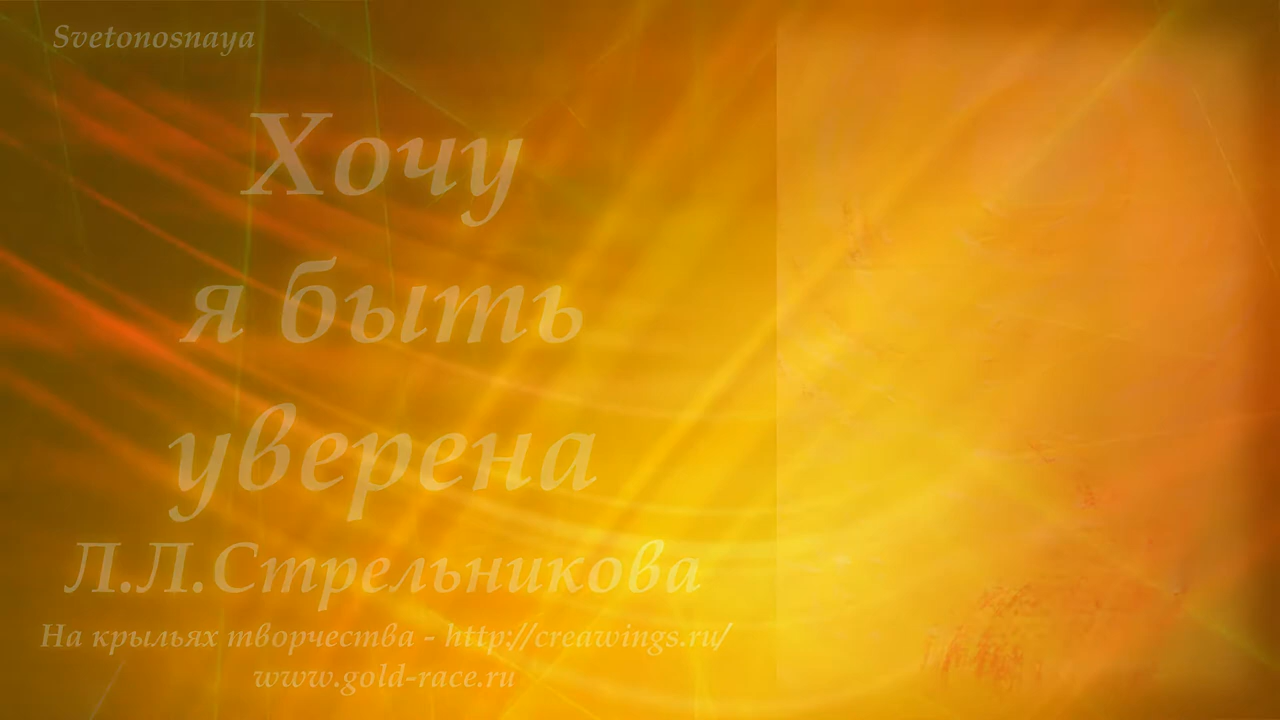 Svetonosnaya
Хочу
я быть
уверена
Л.Л.Стрельникова
На крыльях творчества - http://creawings.ru/
www.gold-race.ru